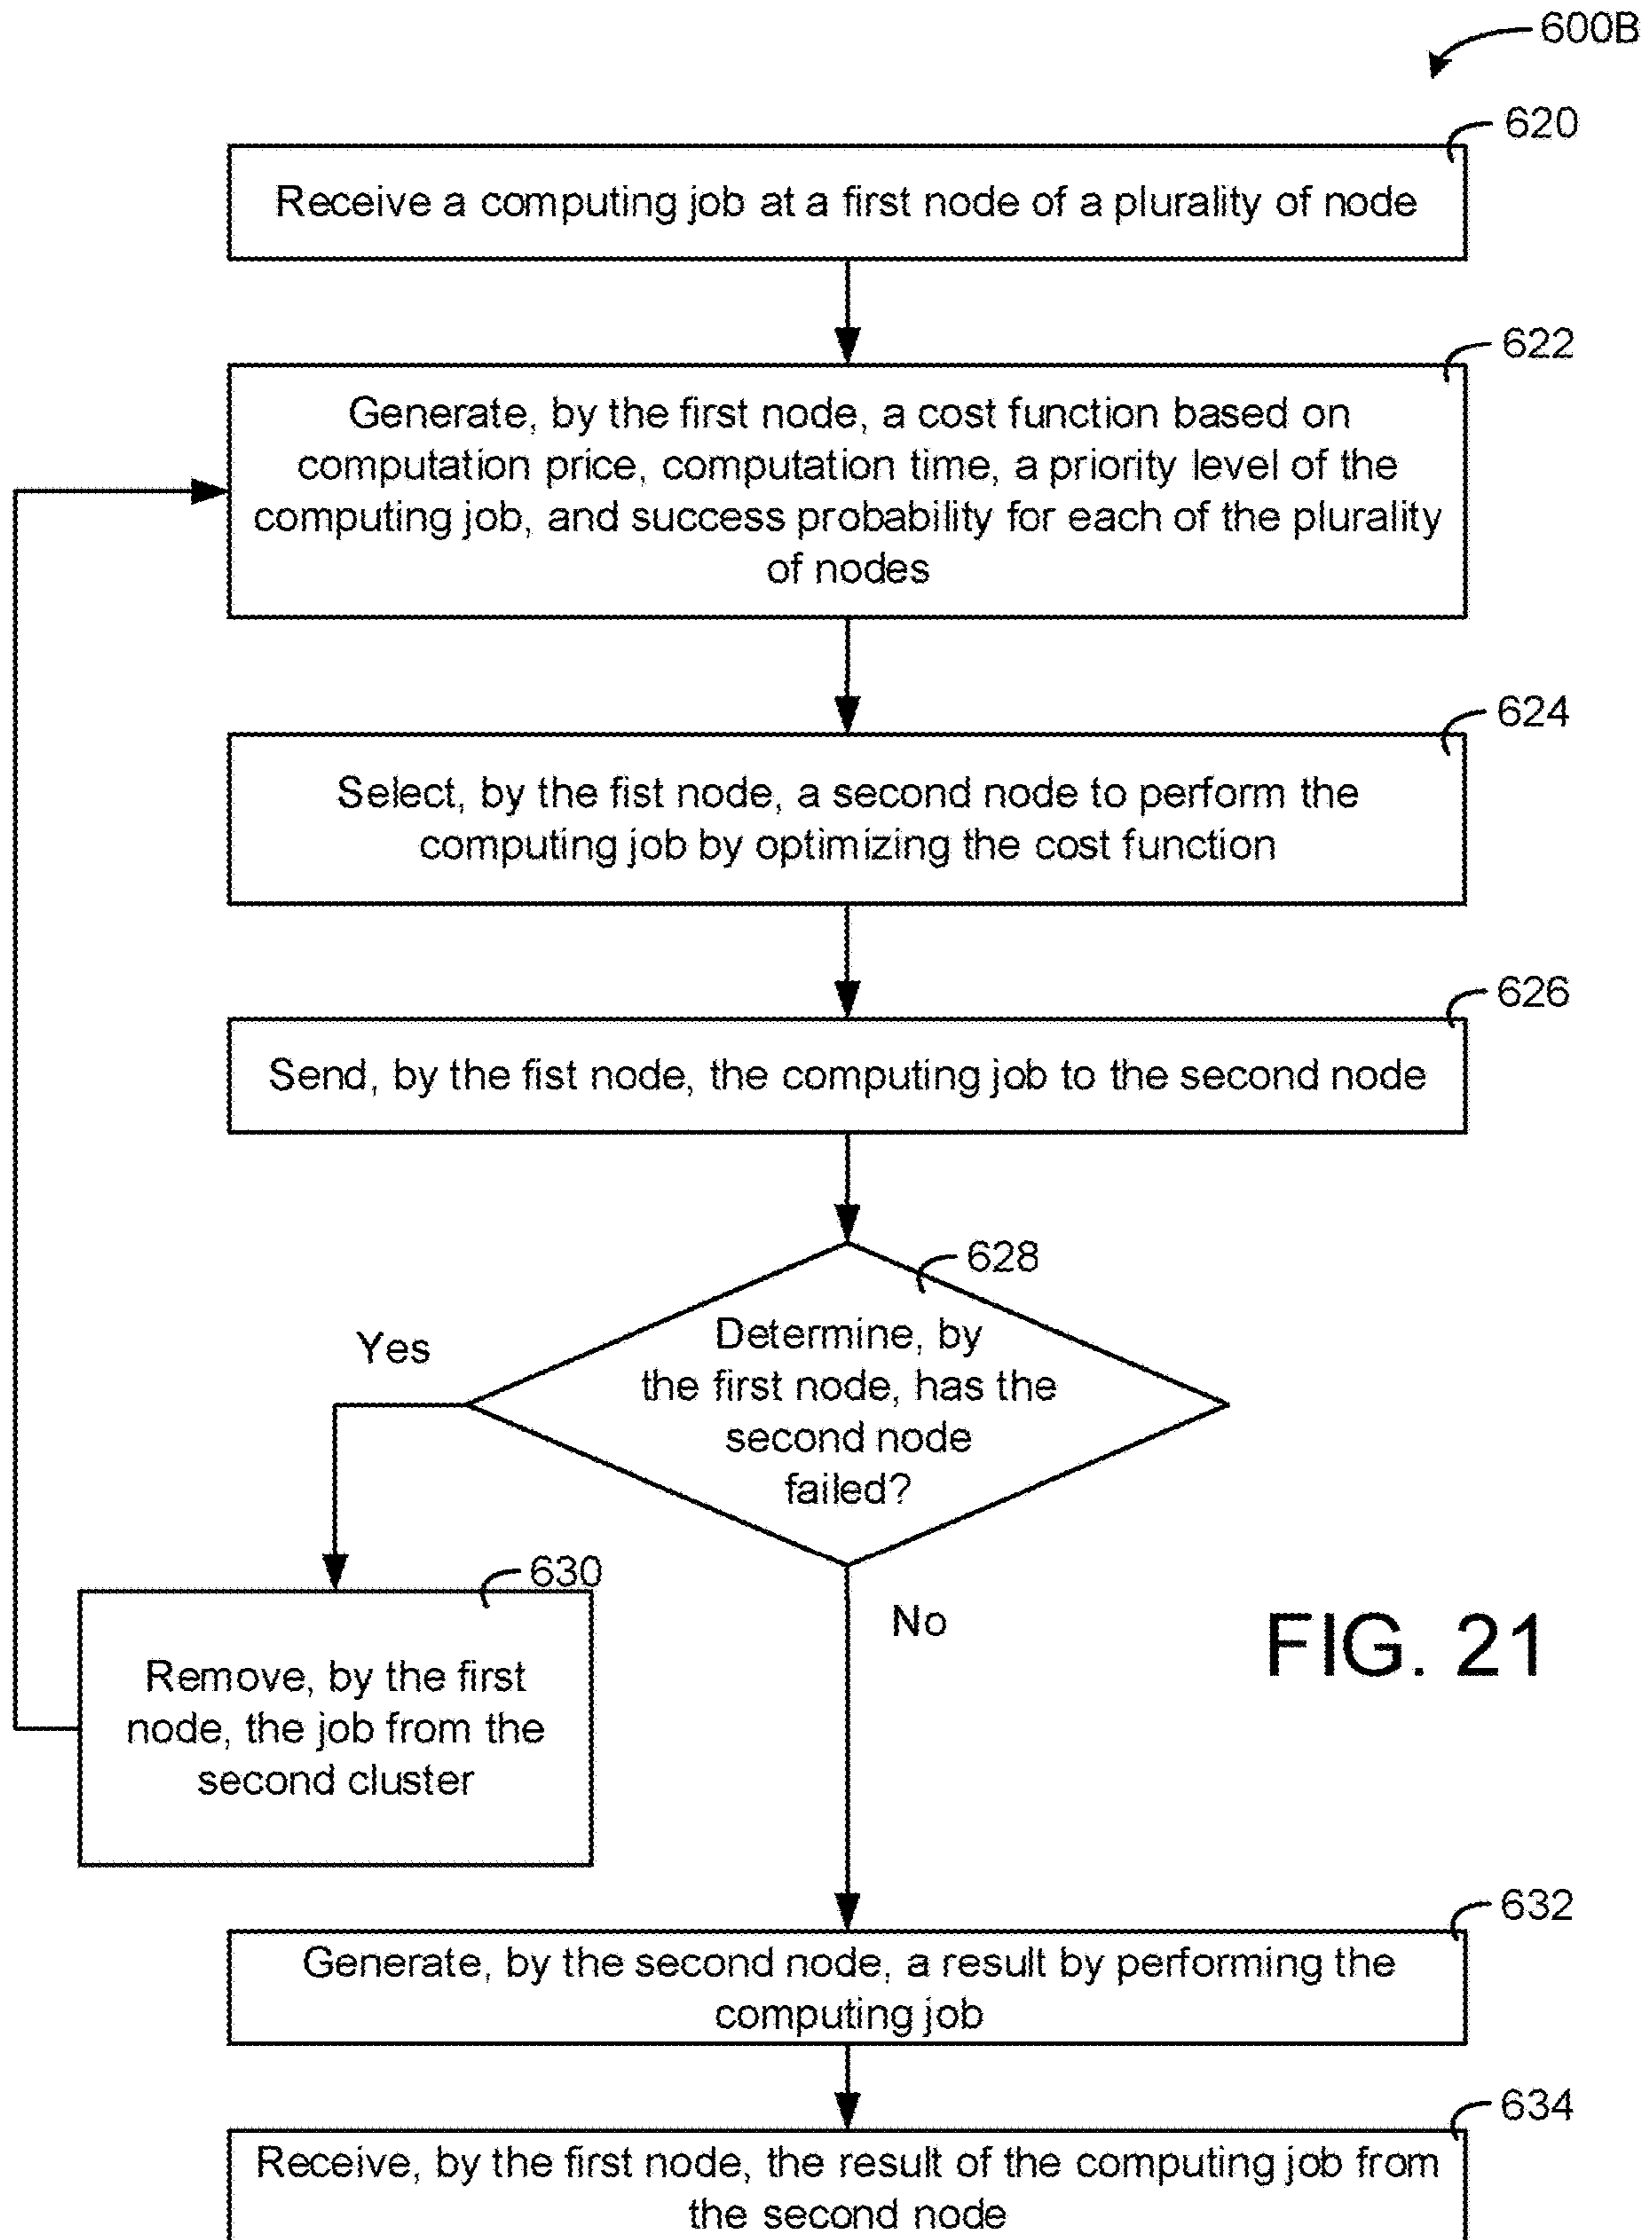 600B
620
Receive a computing job at a first node of a plurality of node
622
Generate, by the first node, a cost function based on
computation price, computation time, a priority level of the
computing job, and success probability for each of the plurality
of nodes
624
Select, by the fist node, a second node to perform the
computing job by optimizing the cost function
626
Send, by the fist node, the computing job to the second node
628
Determine, by
the first node, has the
second node
failed?
Yes
630
Remove, by the first
node, the job from the
second cluster
No
FIG. 21
632
Generate, by the second node, a result by performing the
computing job
634
Receive, by the first node, the result of the computing job from
the second node